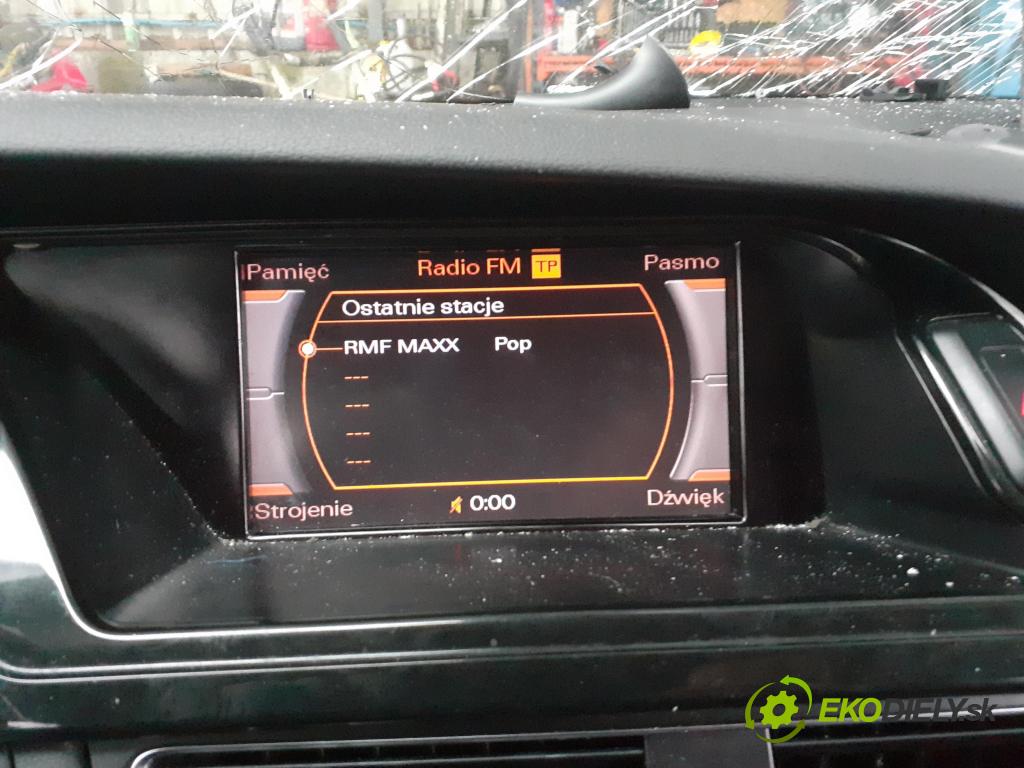 Pamięć
Radio FM TP
Pasmo
Ostatnie stacje
RMF MAXX Pop
---
---
---
---
Strojenie
0:00
Dźwięk
EKODIELY.sk